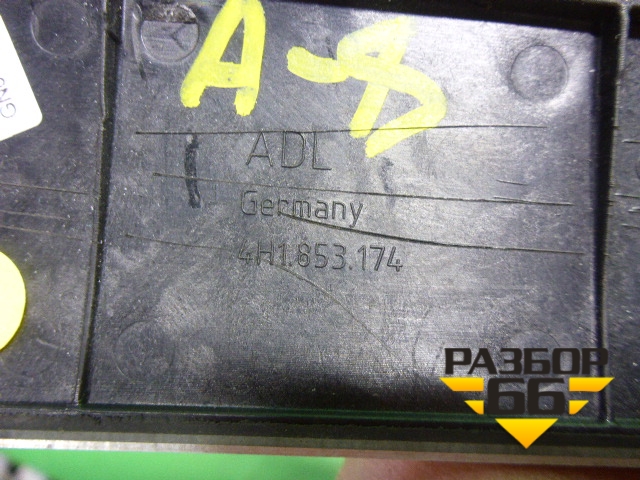 A-8
ADL
Germany
4H1.853.174
РАЗБОР
66